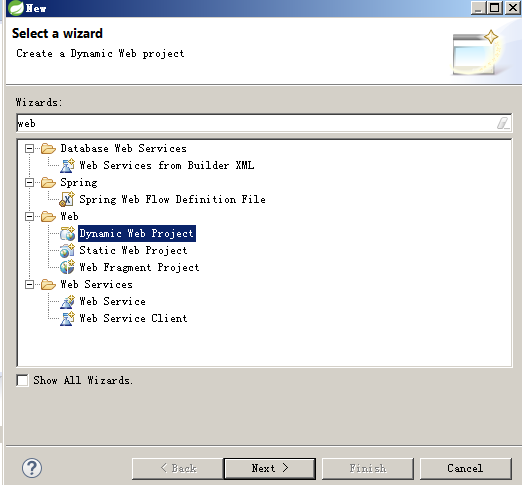 New
Select a wizard
Create a Dynamic Web project
Wizards:
web
Database Web Services
Web Services from Builder XML
Spring
Spring Web Flow Definition File
Web
Dynamic Web Project
Static Web Project
Web Fragment Project
Web Services
Web Service
Web Service Client
Show All Wizards.
? < Back Next > Finish Cancel